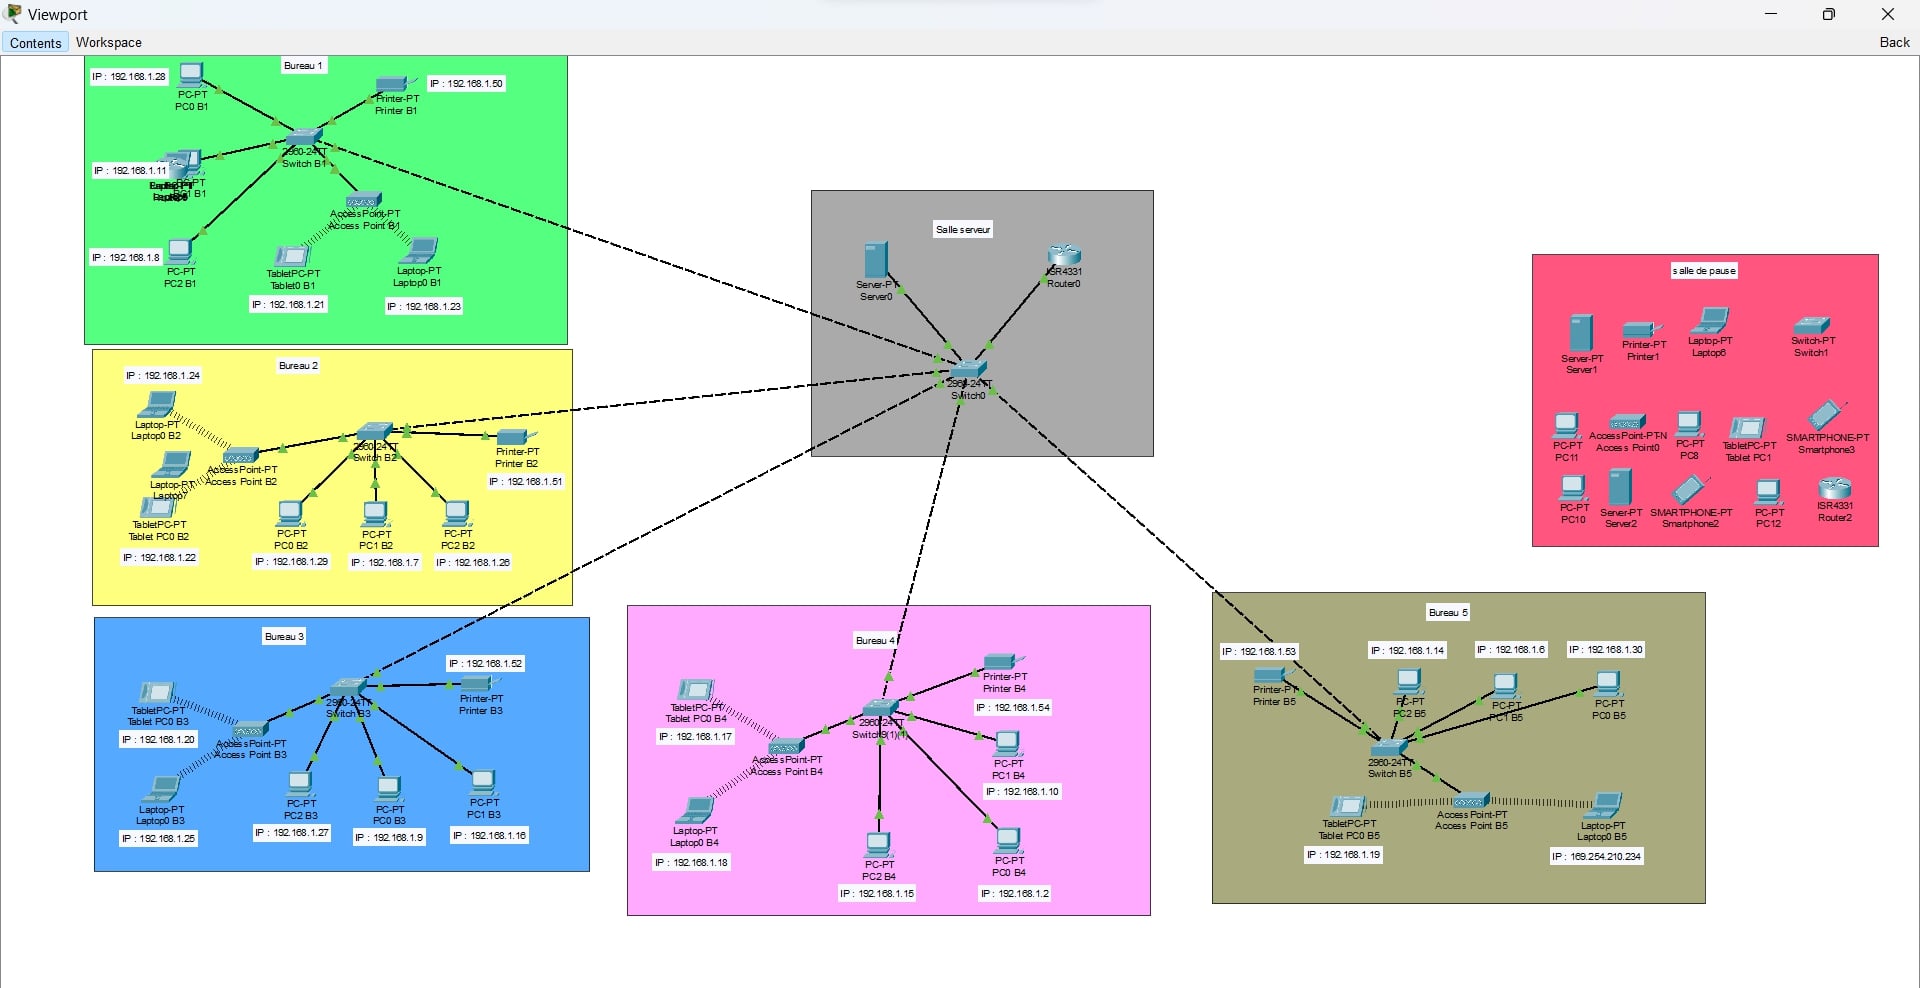 Viewport
Contents Workspace Back
Bureau 1
IP : 192.168.1.28
PC-PT
PC0 B1
Printer-PT
Printer B1
IP : 192.168.1.50
2960-24TT
Switch B1
IP : 192.168.1.11
PC1 B1
AccessPoint-PT
Access Point B1
IP : 192.168.1.8
PC-PT
PC2 B1
TabletPC-PT
Tablet0 B1
IP : 192.168.1.21
Laptop-PT
Laptop0 B1
IP : 192.168.1.23
Bureau 2
IP : 192.168.1.24
Laptop-PT
Laptop0 B2
Laptop-PT
Laptop7
AccessPoint-PT
Access Point B2
TabletPC-PT
Tablet PC0 B2
IP : 192.168.1.22
2960-24TT
Switch B2
Printer-PT
Printer B2
IP : 192.168.1.51
PC-PT
PC0 B2
IP : 192.168.1.29
PC-PT
PC1 B2
IP : 192.168.1.7
PC-PT
PC2 B2
IP : 192.168.1.26
Bureau 3
IP : 192.168.1.52
Printer-PT
Printer B3
2960-24TT
Switch B3
TabletPC-PT
Tablet PC0 B3
IP : 192.168.1.20
AccessPoint-PT
Access Point B3
Laptop-PT
Laptop0 B3
IP : 192.168.1.25
PC-PT
PC2 B3
IP : 192.168.1.27
PC-PT
PC0 B3
IP : 192.168.1.9
PC-PT
PC1 B3
IP : 192.168.1.16
Salle serveur
Server-PT
Server0
ISR4331
Router0
2960-24TT
Switch0
Bureau 4
Printer-PT
Printer B4
IP : 192.168.1.54
TabletPC-PT
Tablet PC0 B4
IP : 192.168.1.17
2960-24TT
Switch9(1)(1)
AccessPoint-PT
Access Point B4
PC-PT
PC1 B4
IP : 192.168.1.10
Laptop-PT
Laptop0 B4
IP : 192.168.1.18
PC-PT
PC2 B4
IP : 192.168.1.15
PC-PT
PC0 B4
IP : 192.168.1.2
salle de pause
Server-PT
Server1
Printer-PT
Printer1
Laptop-PT
Laptop6
Switch-PT
Switch1
PC-PT
PC11
AccessPoint-PT-N
Access Point0
PC-PT
PC8
TabletPC-PT
Tablet PC1
SMARTPHONE-PT
Smartphone3
PC-PT
PC10
Server-PT
Server2
SMARTPHONE-PT
Smartphone2
PC-PT
PC12
ISR4331
Router2
Bureau 5
IP : 192.168.1.53
Printer-PT
Printer B5
IP : 192.168.1.14
PC-PT
PC2 B5
IP : 192.168.1.6
PC-PT
PC1 B5
IP : 192.168.1.30
PC-PT
PC0 B5
2960-24TT
Switch B5
TabletPC-PT
Tablet PC0 B5
IP : 192.168.1.19
Access Point-PT
Access Point B5
Laptop-PT
Laptop0 B5
IP : 169.254.210.234